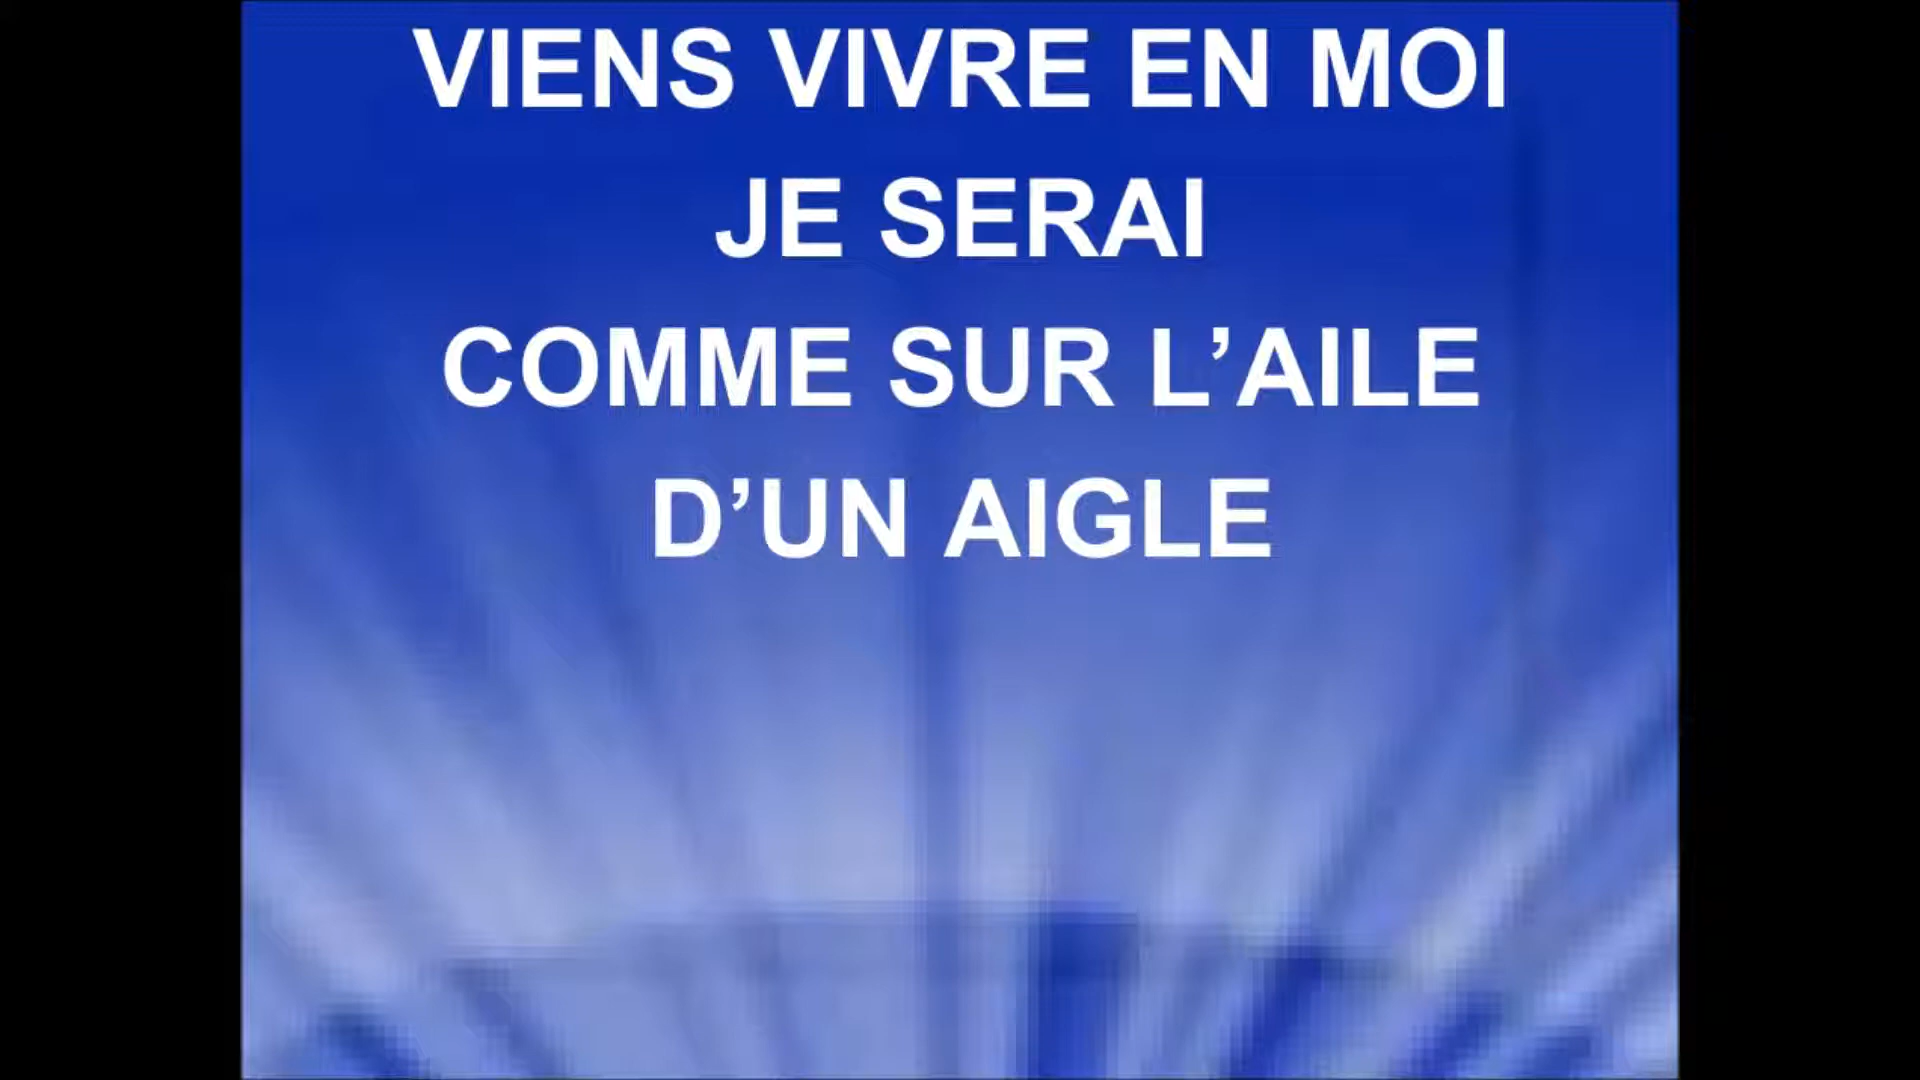 VIENS VIVRE EN MOI
JE SERAI
COMME SUR L’AILE
D’UN AIGLE